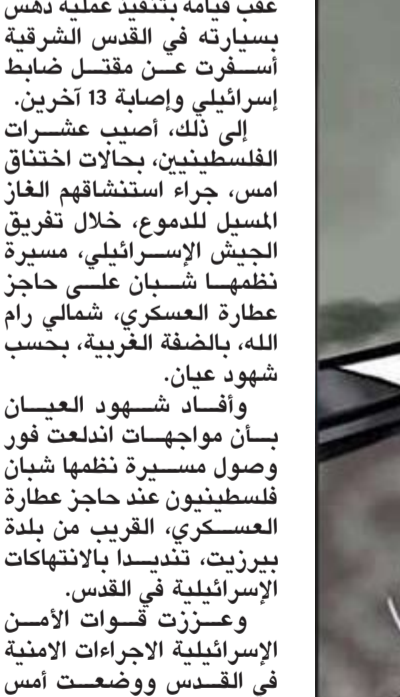 عقب قيامه بتنفيذ عملية دهس
بسيارته في القدس الشرقية
أسفرت عن مقتل ضابط
إسرائيلي وإصابة 13 آخرين.
إلى ذلك، أصيب عشرات
الفلسطينيين، بحالات اختناق
امس، جراء استنشاقهم الغاز
المسيل للدموع، خلال تفريق
الجيش الإسرائيلي، مسيرة
نظمها شبان على حاجز
عطارة العسكري، شمالي رام
الله، بالضفة الغربية، بحسب
شهود عيان.
وأفاد شهود العيان
بأن مواجهات اندلعت فور
وصول مسيرة نظمها شبان
فلسطينيون عند حاجز عطارة
العسكري، القريب من بلدة
بيرزيت، تنديدا بالانتهاكات
الإسرائيلية في القدس.
وعززت قوات الأمن
الإسرائيلية الاجراءات الامنية
في القدس ووضعت أمس